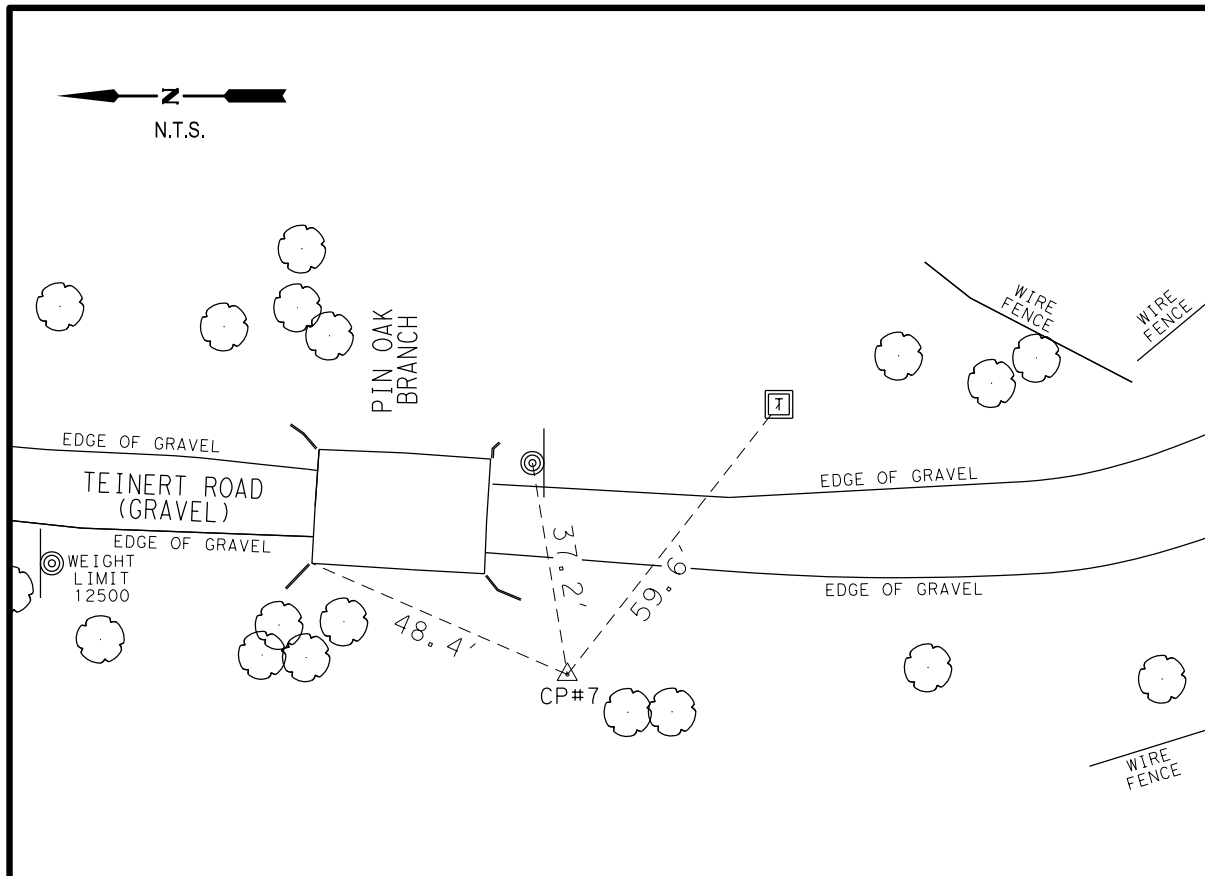 N
N.T.S.
WIRE
FENCE
WIRE
FENCE
PIN OAK
BRANCH
T
EDGE OF GRAVEL
EDGE OF GRAVEL
TEINERT ROAD
(GRAVEL)
EDGE OF GRAVEL
WEIGHT
LIMIT
12500
37.2'
59.6'
EDGE OF GRAVEL
48.4'
CP#7
WIRE
FENCE